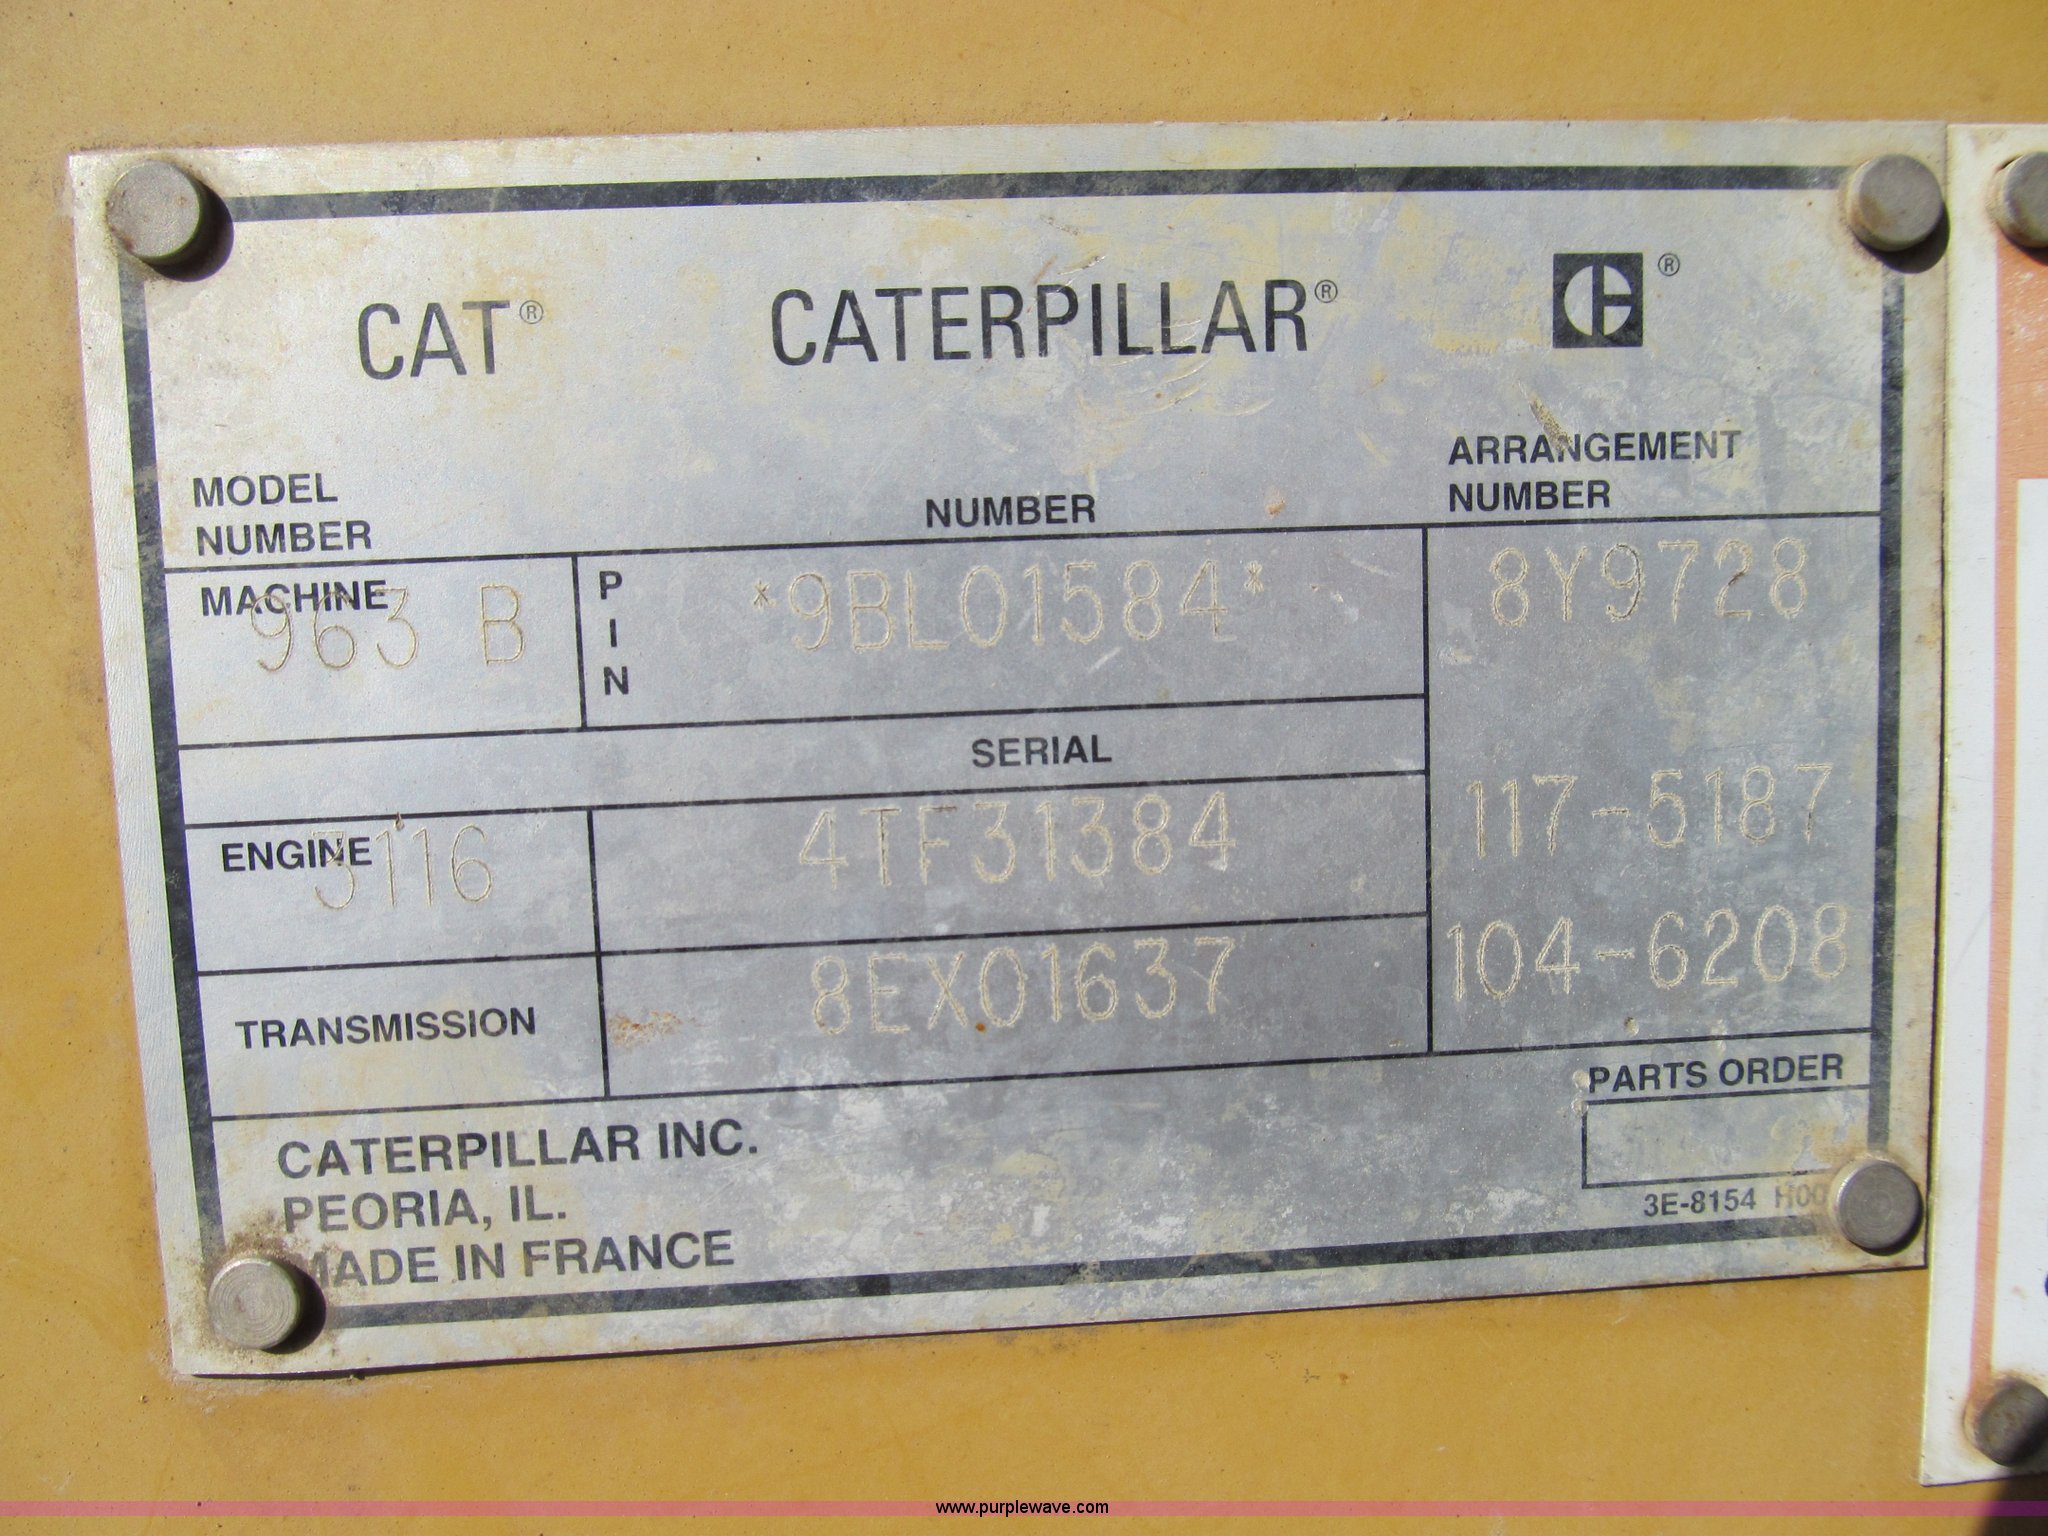 CAT® CATERPILLAR® ®
MODEL
NUMBER
NUMBER
ARRANGEMENT
NUMBER
MACHINE
963 B
PIN
*9BL01584*
8Y9728
SERIAL
ENGINE
3116
4TF31384
117-5187
TRANSMISSION
8EX01637
104-6208
PARTS ORDER
CATERPILLAR INC.
PEORIA, IL.
MADE IN FRANCE
3E-8154
www.purplewave.com